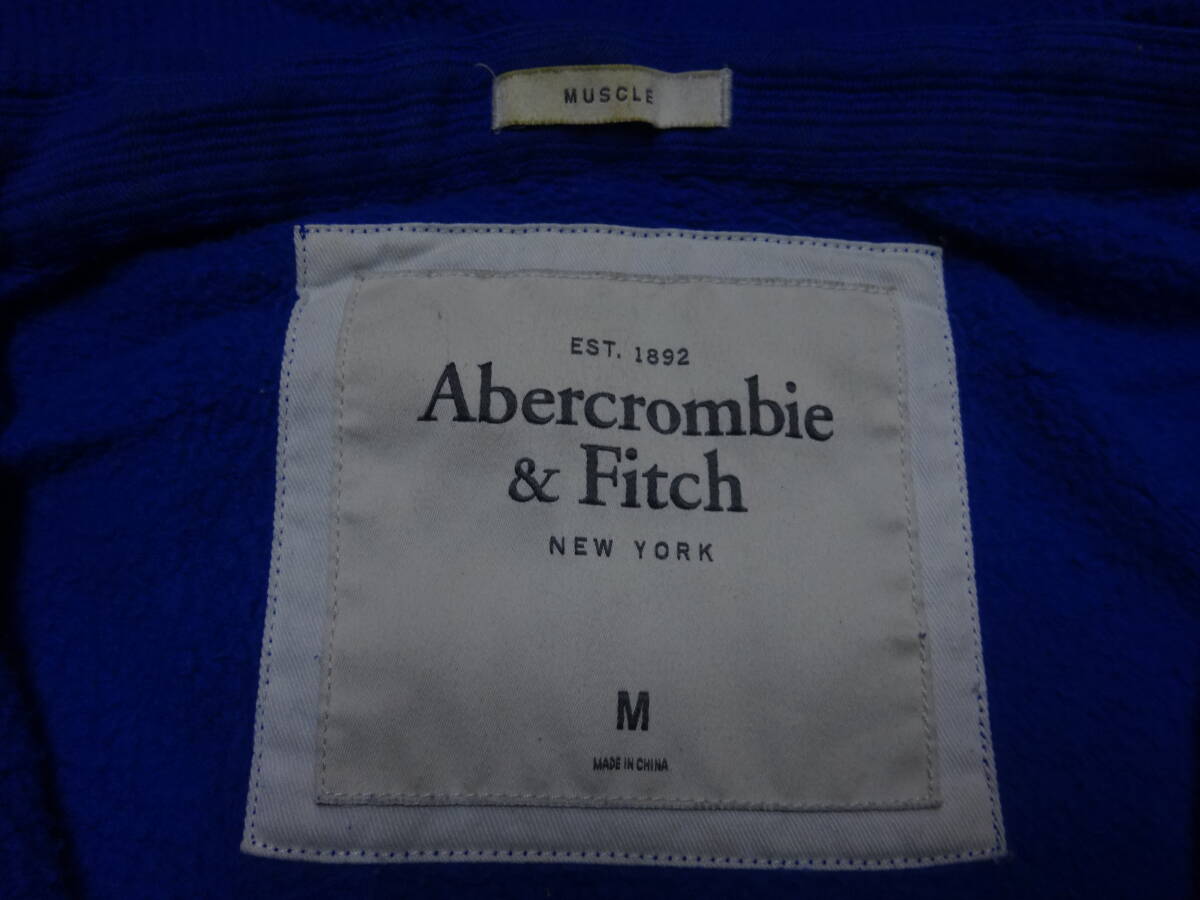 MUSCLE
EST. 1892
Abercrombie
& Fitch
NEW YORK
M
MADE IN CHINA